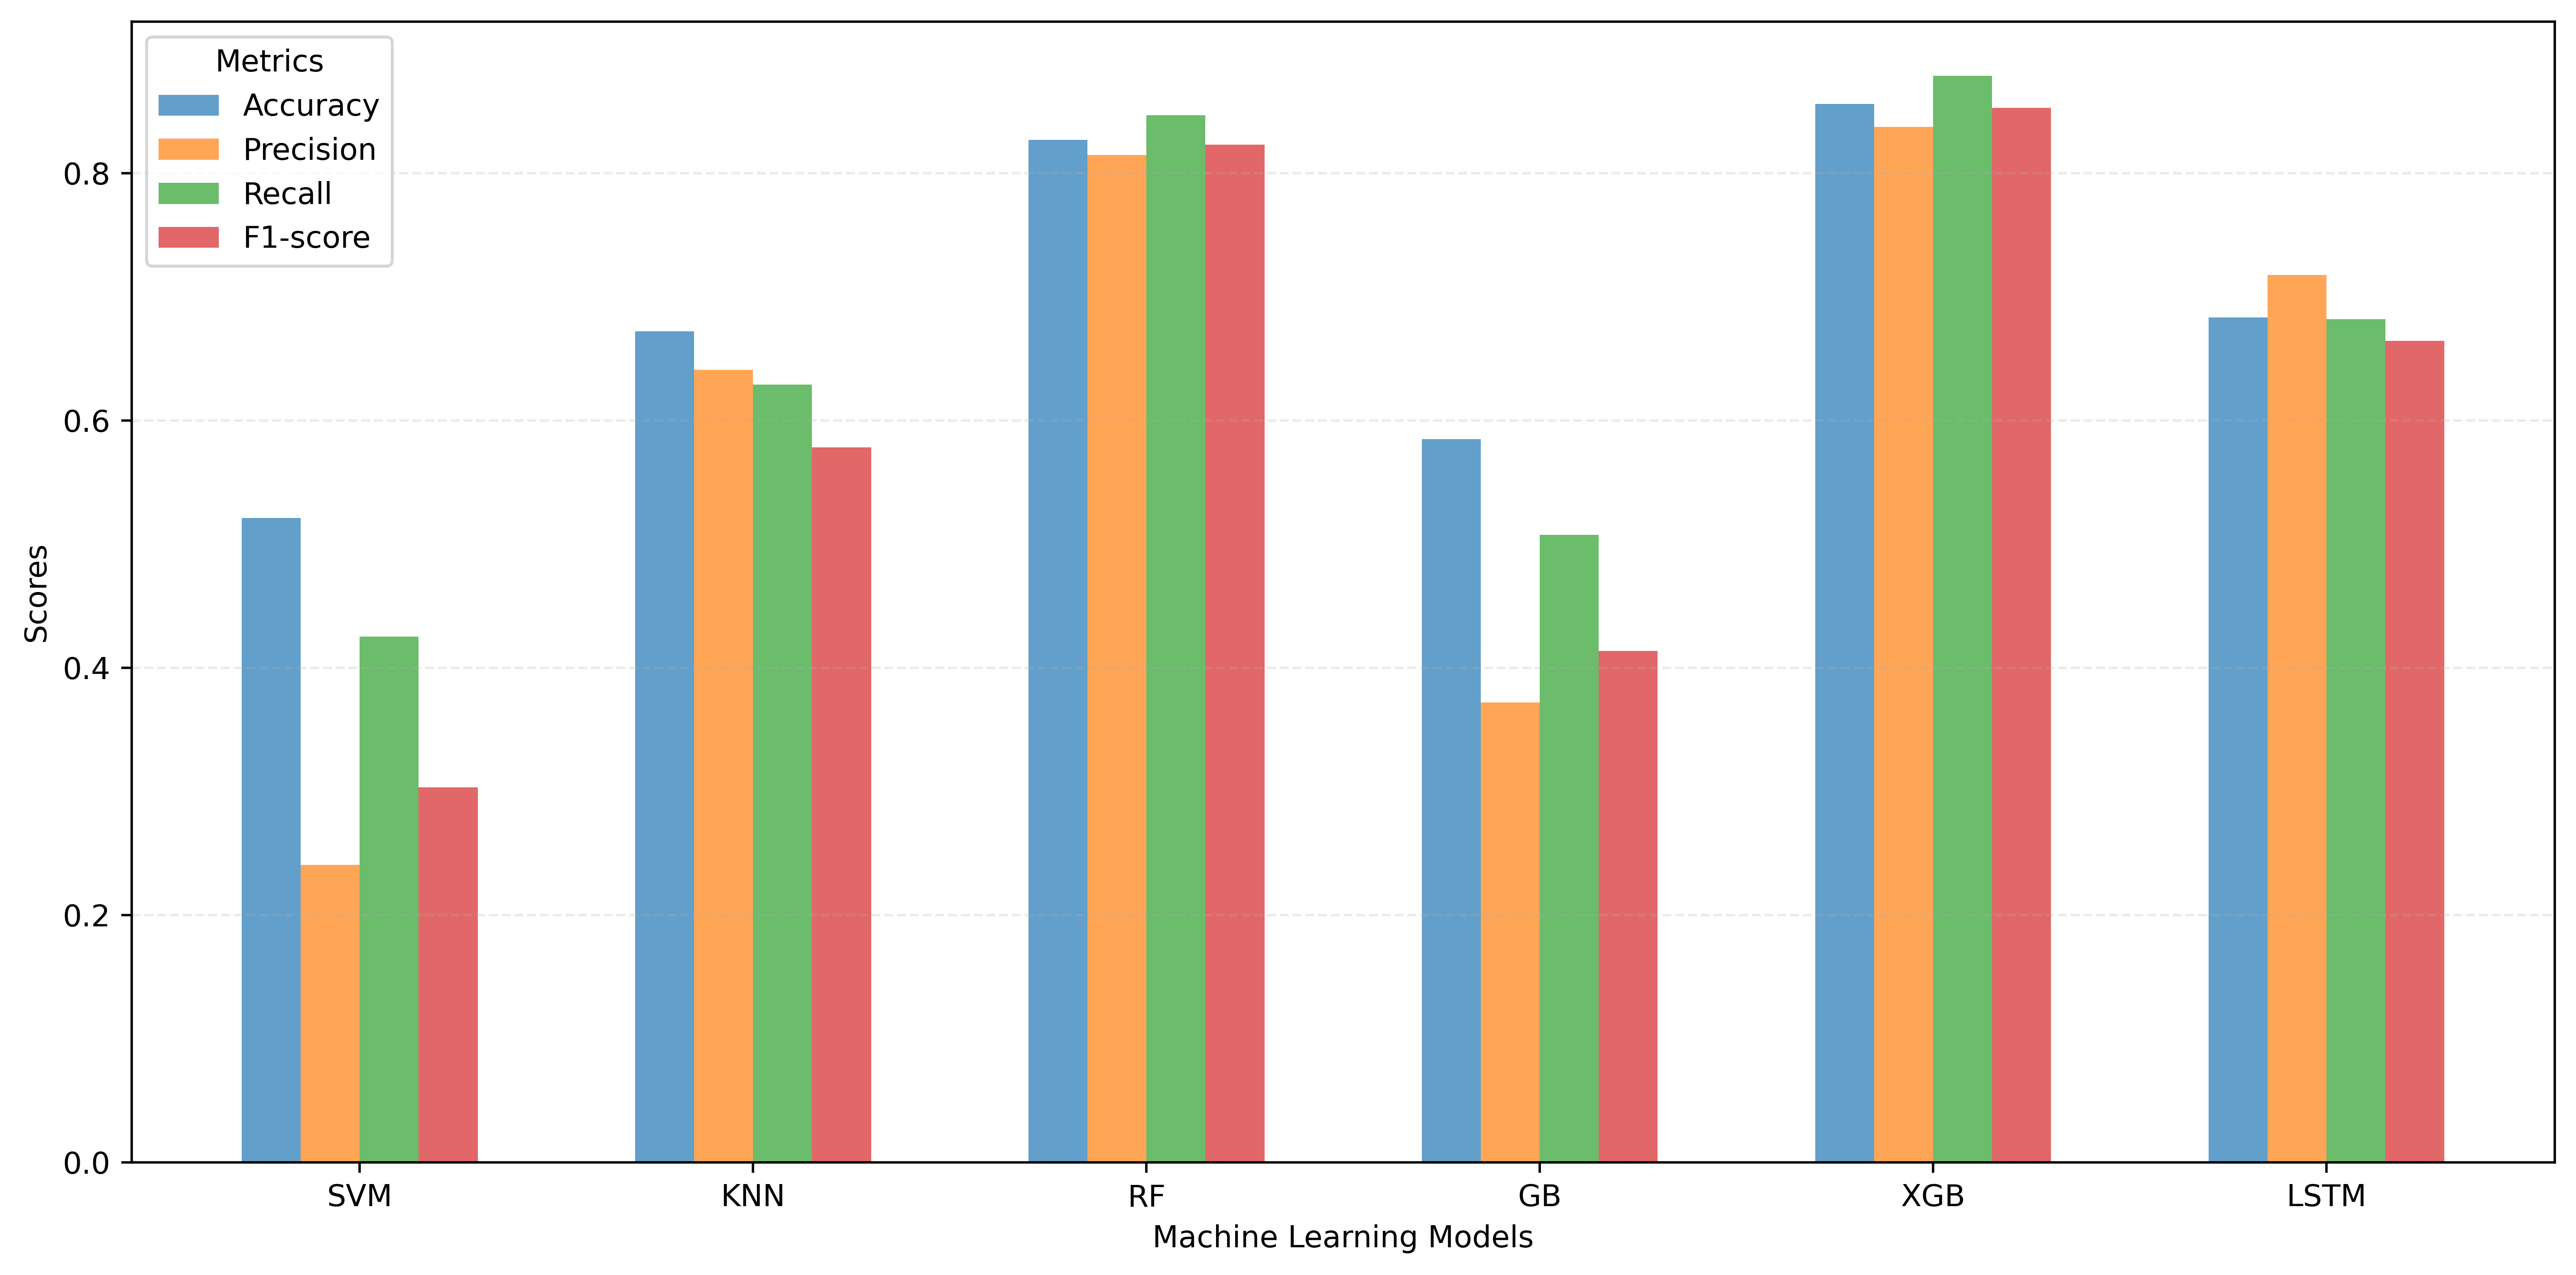 Metrics
Accuracy
Precision
Recall
F1-score
Scores
0.8
0.6
0.4
0.2
0.0
SVM KNN RF GB XGB LSTM
Machine Learning Models